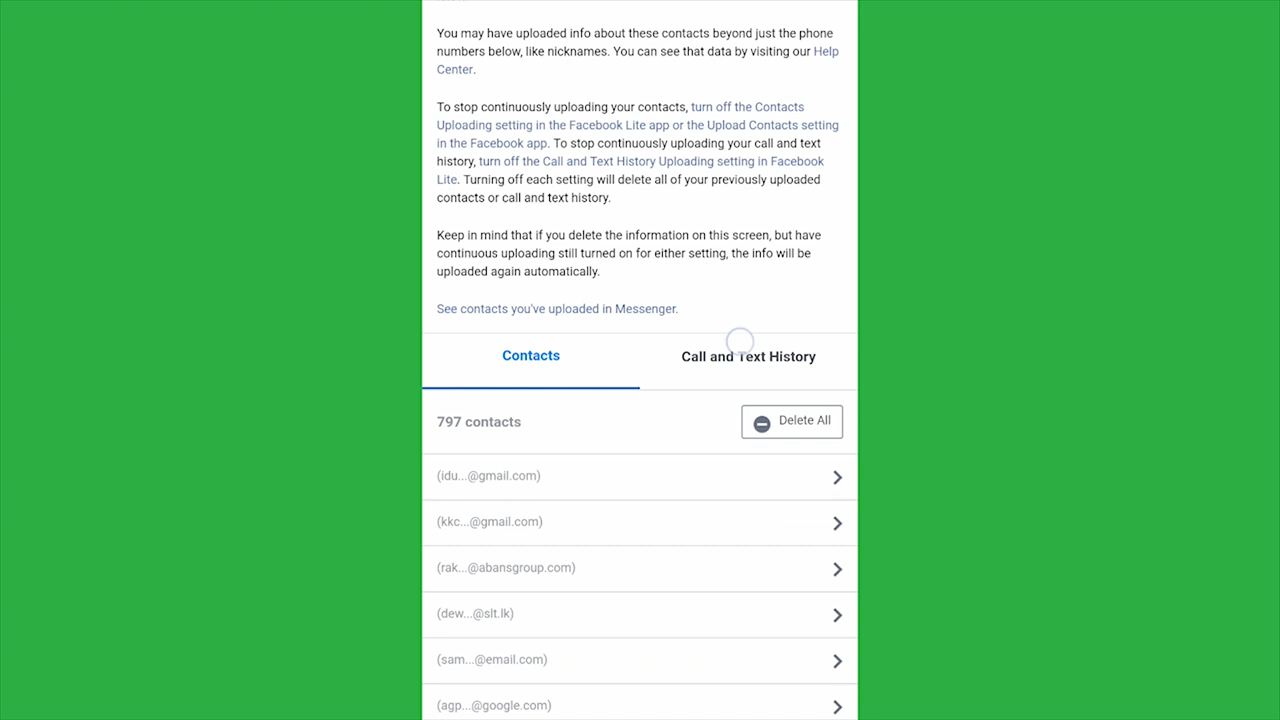 You may have uploaded info about these contacts beyond just the phone
numbers below, like nicknames. You can see that data by visiting our Help
Center.
To stop continuously uploading your contacts, turn off the Contacts
Uploading setting in the Facebook Lite app or the Upload Contacts setting
in the Facebook app. To stop continuously uploading your call and text
history, turn off the Call and Text History Uploading setting in Facebook
Lite. Turning off each setting will delete all of your previously uploaded
contacts or call and text history.
Keep in mind that if you delete the information on this screen, but have
continuous uploading still turned on for either setting, the info will be
uploaded again automatically.
See contacts you've uploaded in Messenger.
Contacts
Call and Text History
797 contacts
Delete All
(idu...@gmail.com)
(kkc...@gmail.com)
(rak...@abansgroup.com)
(dew...@slt.lk)
(sam...@email.com)
(agp...@google.com)